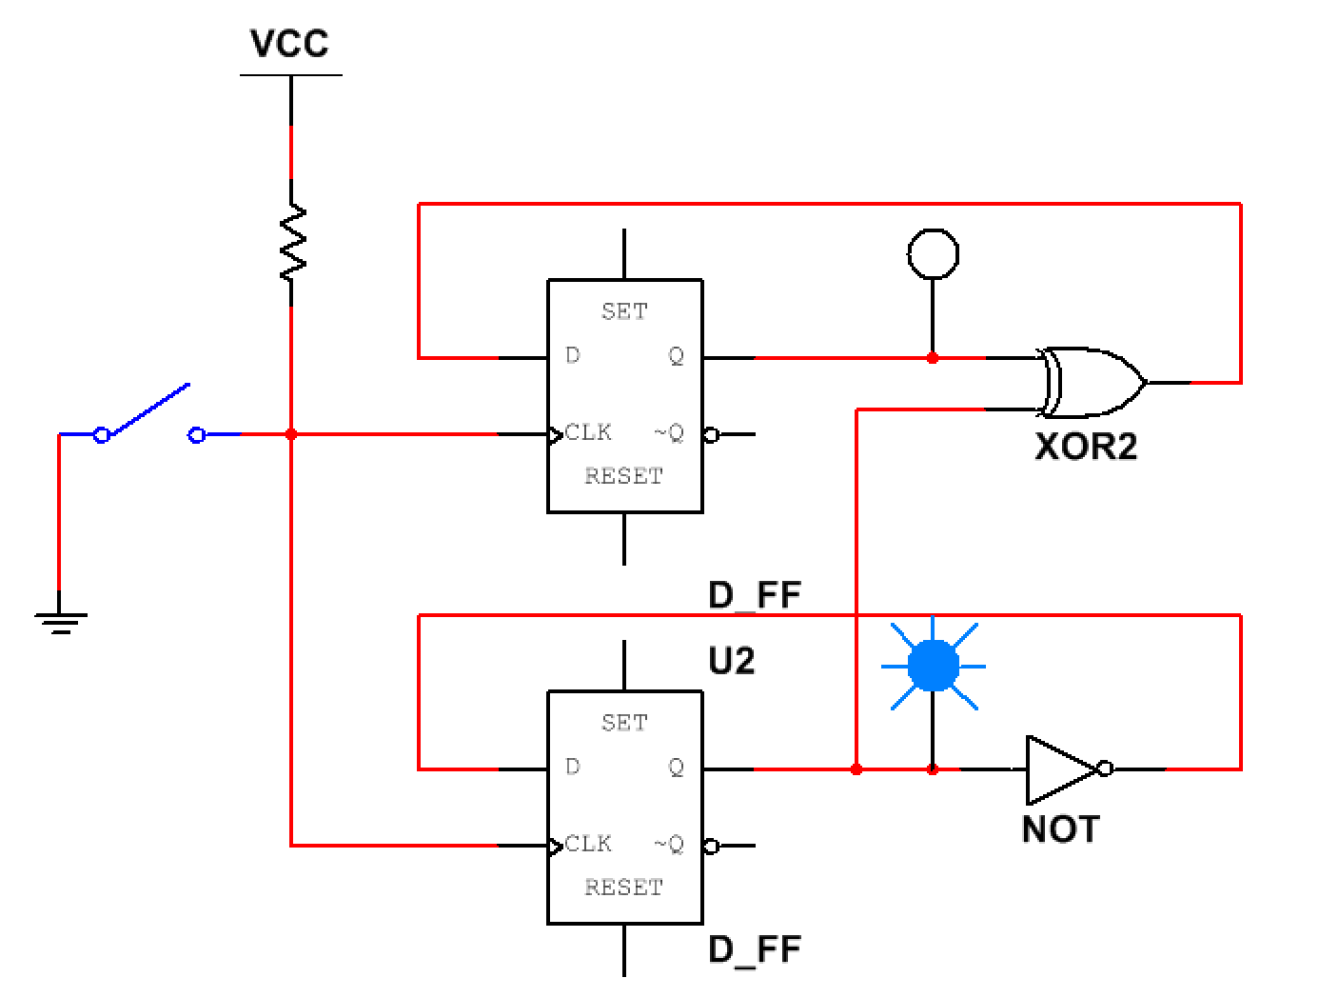 VCC
SET
D Q
CLK ~Q
RESET
XOR2
D_FF
U2
SET
D Q
CLK ~Q
RESET
NOT
D_FF